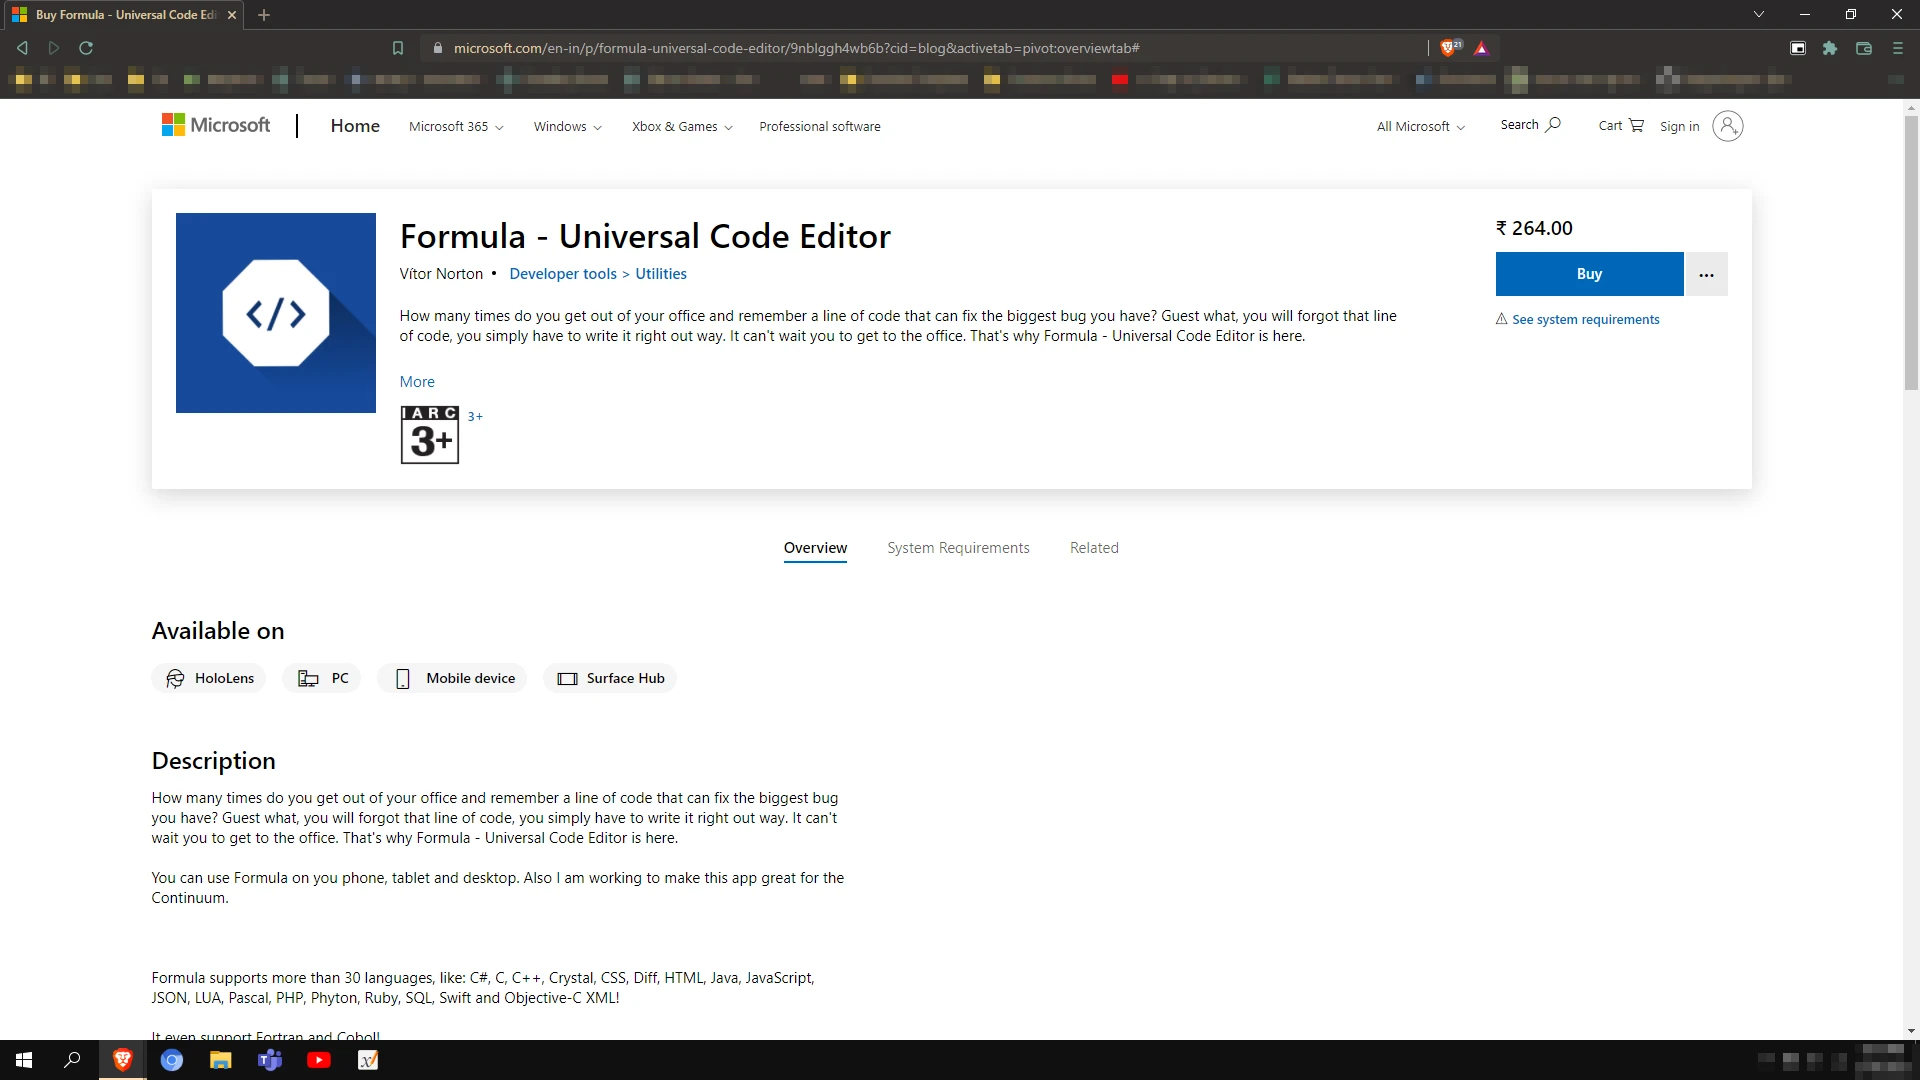 Buy Formula - Universal Code Edi
microsoft.com/en-in/p/formula-universal-code-editor/9nblggh4wb6b?cid=blog&activetab=pivot:overviewtab#
21
Microsoft
Home
Microsoft 365
Windows
Xbox & Games
Professional software
All Microsoft
Search
Cart
Sign in
Formula - Universal Code Editor
Vítor Norton • Developer tools > Utilities
How many times do you get out of your office and remember a line of code that can fix the biggest bug you have? Guest what, you will forgot that line
of code, you simply have to write it right out way. It can't wait you to get to the office. That's why Formula - Universal Code Editor is here.
More
IARC
3+
3+
₹ 264.00
Buy
...
See system requirements
Overview
System Requirements
Related
Available on
HoloLens
PC
Mobile device
Surface Hub
Description
How many times do you get out of your office and remember a line of code that can fix the biggest bug
you have? Guest what, you will forgot that line of code, you simply have to write it right out way. It can't
wait you to get to the office. That's why Formula - Universal Code Editor is here.
You can use Formula on you phone, tablet and desktop. Also I am working to make this app great for the
Continuum.
Formula supports more than 30 languages, like: C#, C, C++, Crystal, CSS, Diff, HTML, Java, JavaScript,
JSON, LUA, Pascal, PHP, Phyton, Ruby, SQL, Swift and Objective-C XML!
It even support Fortran and Cobol!